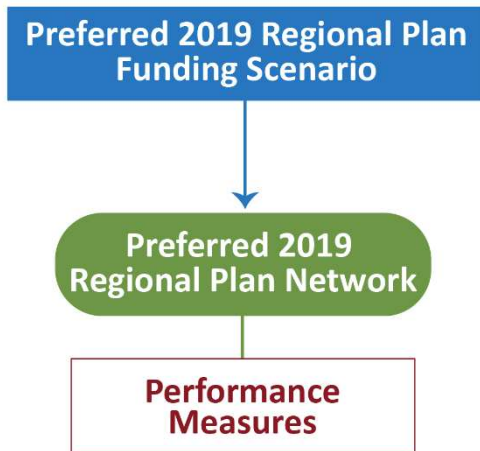 Preferred 2019 Regional Plan
Funding Scenario
Preferred 2019
Regional Plan Network
Performance
Measures